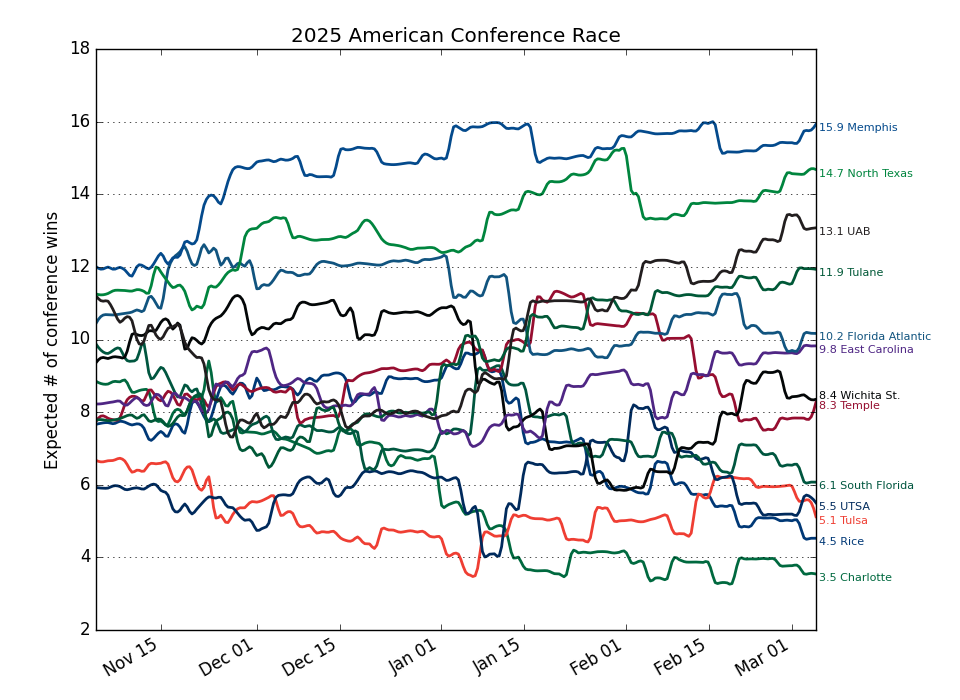 2025 American Conference Race
Expected # of conference wins
18
16
14
12
10
8
6
4
2
15.9 Memphis
14.7 North Texas
13.1 UAB
11.9 Tulane
10.2 Florida Atlantic
9.8 East Carolina
8.4 Wichita St.
8.3 Temple
6.1 South Florida
5.5 UTSA
5.1 Tulsa
4.5 Rice
3.5 Charlotte
Nov 15
Dec 01
Dec 15
Jan 01
Jan 15
Feb 01
Feb 15
Mar 01